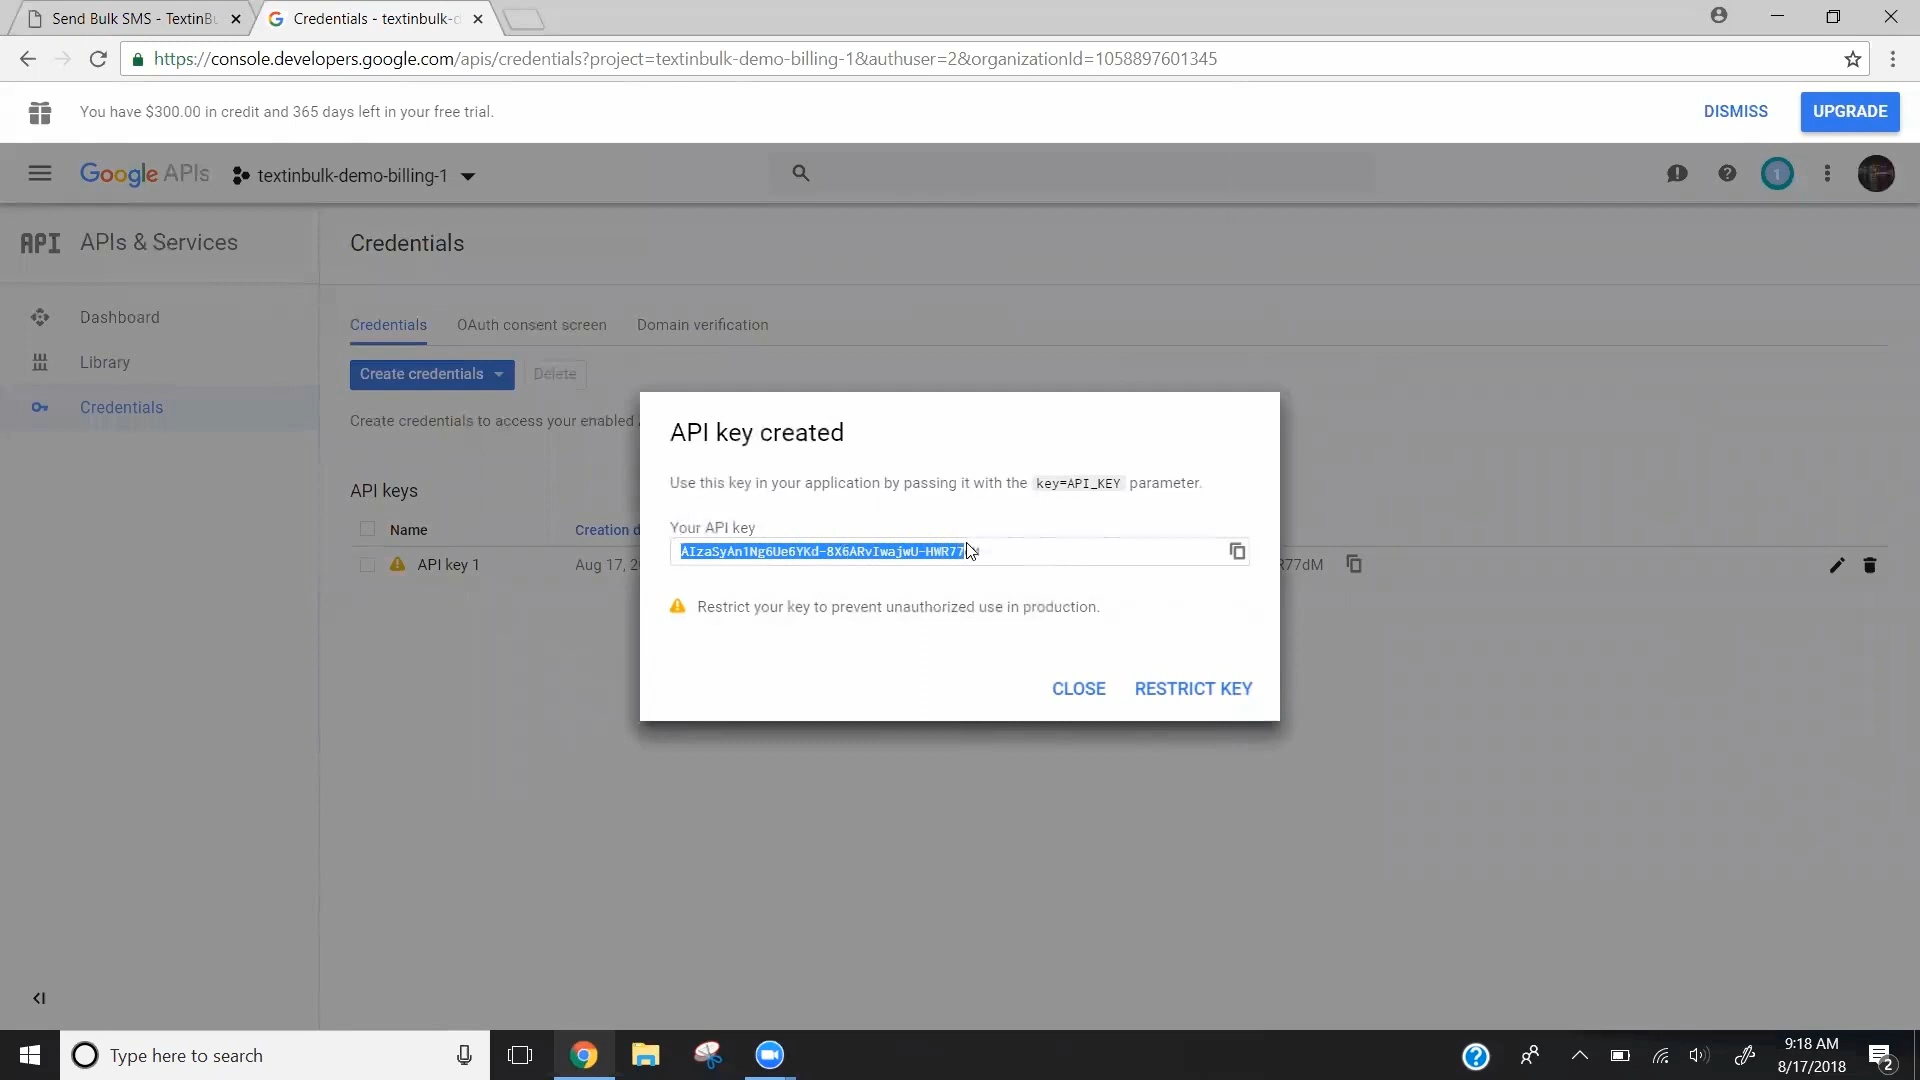 Send Bulk SMS - TextinBu
Credentials - textinbulk-d
https://console.developers.google.com/apis/credentials?project=textinbulk-demo-billing-1&authuser=2&organizationId=1058897601345
You have $300.00 in credit and 365 days left in your free trial.
DISMISS
UPGRADE
Google APIs
textinbulk-demo-billing-1
1
API APIs & Services
Credentials
Dashboard
Library
Credentials
Credentials
OAuth consent screen
Domain verification
Create credentials
Delete
Create credentials to access your enabled
API keys
Name
Creation d
API key 1
Aug 17, 2
R77dM
API key created
Use this key in your application by passing it with the key=API_KEY parameter.
Your API key
AIzaSyAn1Ng6Ue6YKd-8X6ARvIwajwU-HWR77
Restrict your key to prevent unauthorized use in production.
CLOSE
RESTRICT KEY
Type here to search
9:18 AM
8/17/2018
2